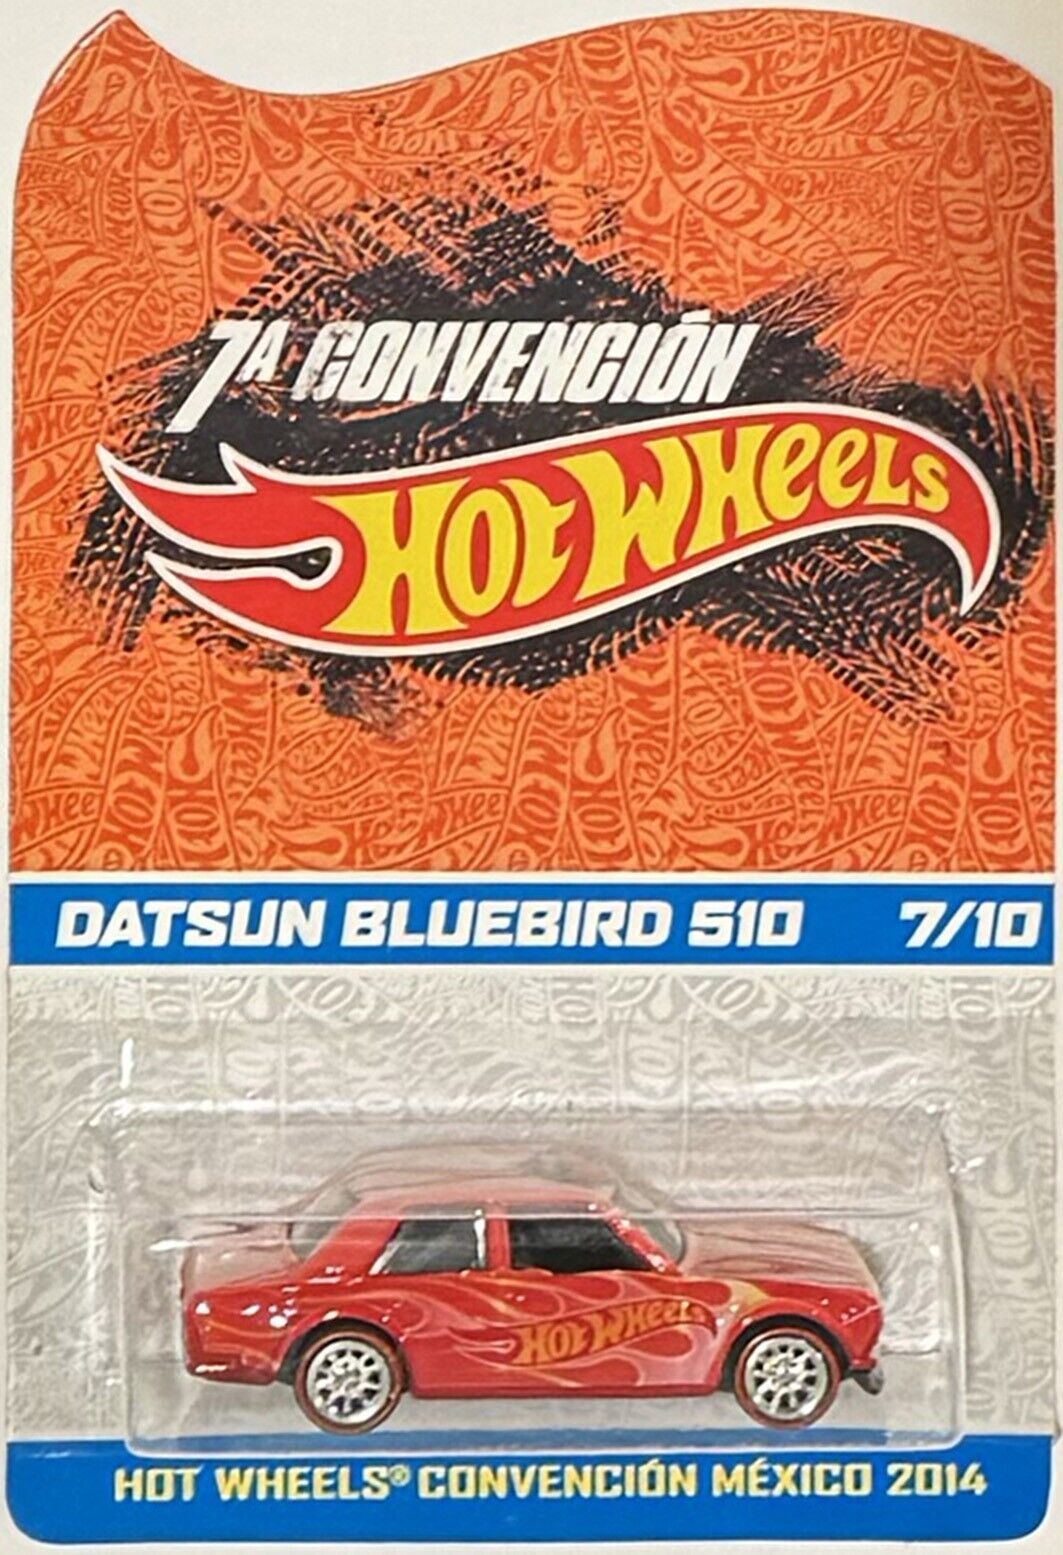 7A CONVENCIÓN
HOT WHEELS
DATSUN BLUEBIRD 510 7/10
HOT WHEELS
HOT WHEELS® CONVENCIÓN MÉXICO 2014